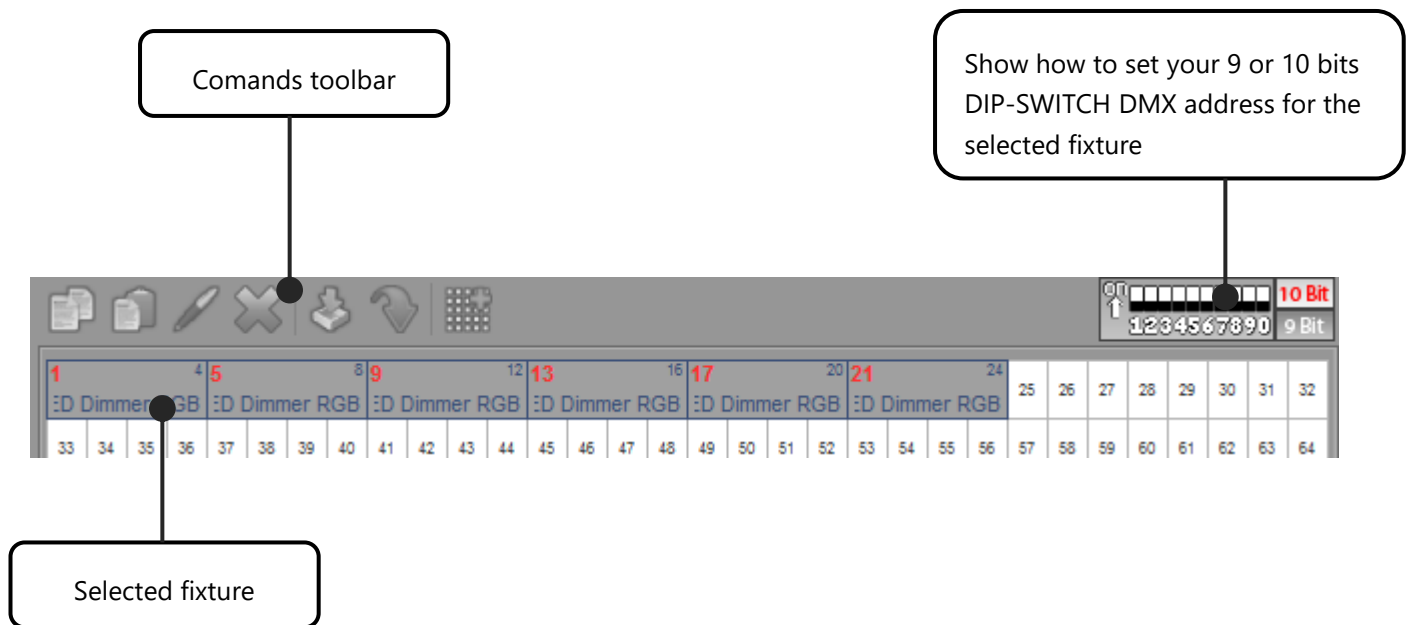 Comands toolbar
Show how to set your 9 or 10 bits
DIP-SWITCH DMX address for the
selected fixture
on
1234567890
10 Bit
9 Bit
1 4 5 8 9 12 13 16 17 20 21 24
ED Dimmer GB ED Dimmer RGB ED Dimmer RGB ED Dimmer RGB ED Dimmer RGB ED Dimmer RGB
25 26 27 28 29 30 31 32
33 34 35 36 37 38 39 40 41 42 43 44 45 46 47 48 49 50 51 52 53 54 55 56 57 58 59 60 61 62 63 64
Selected fixture